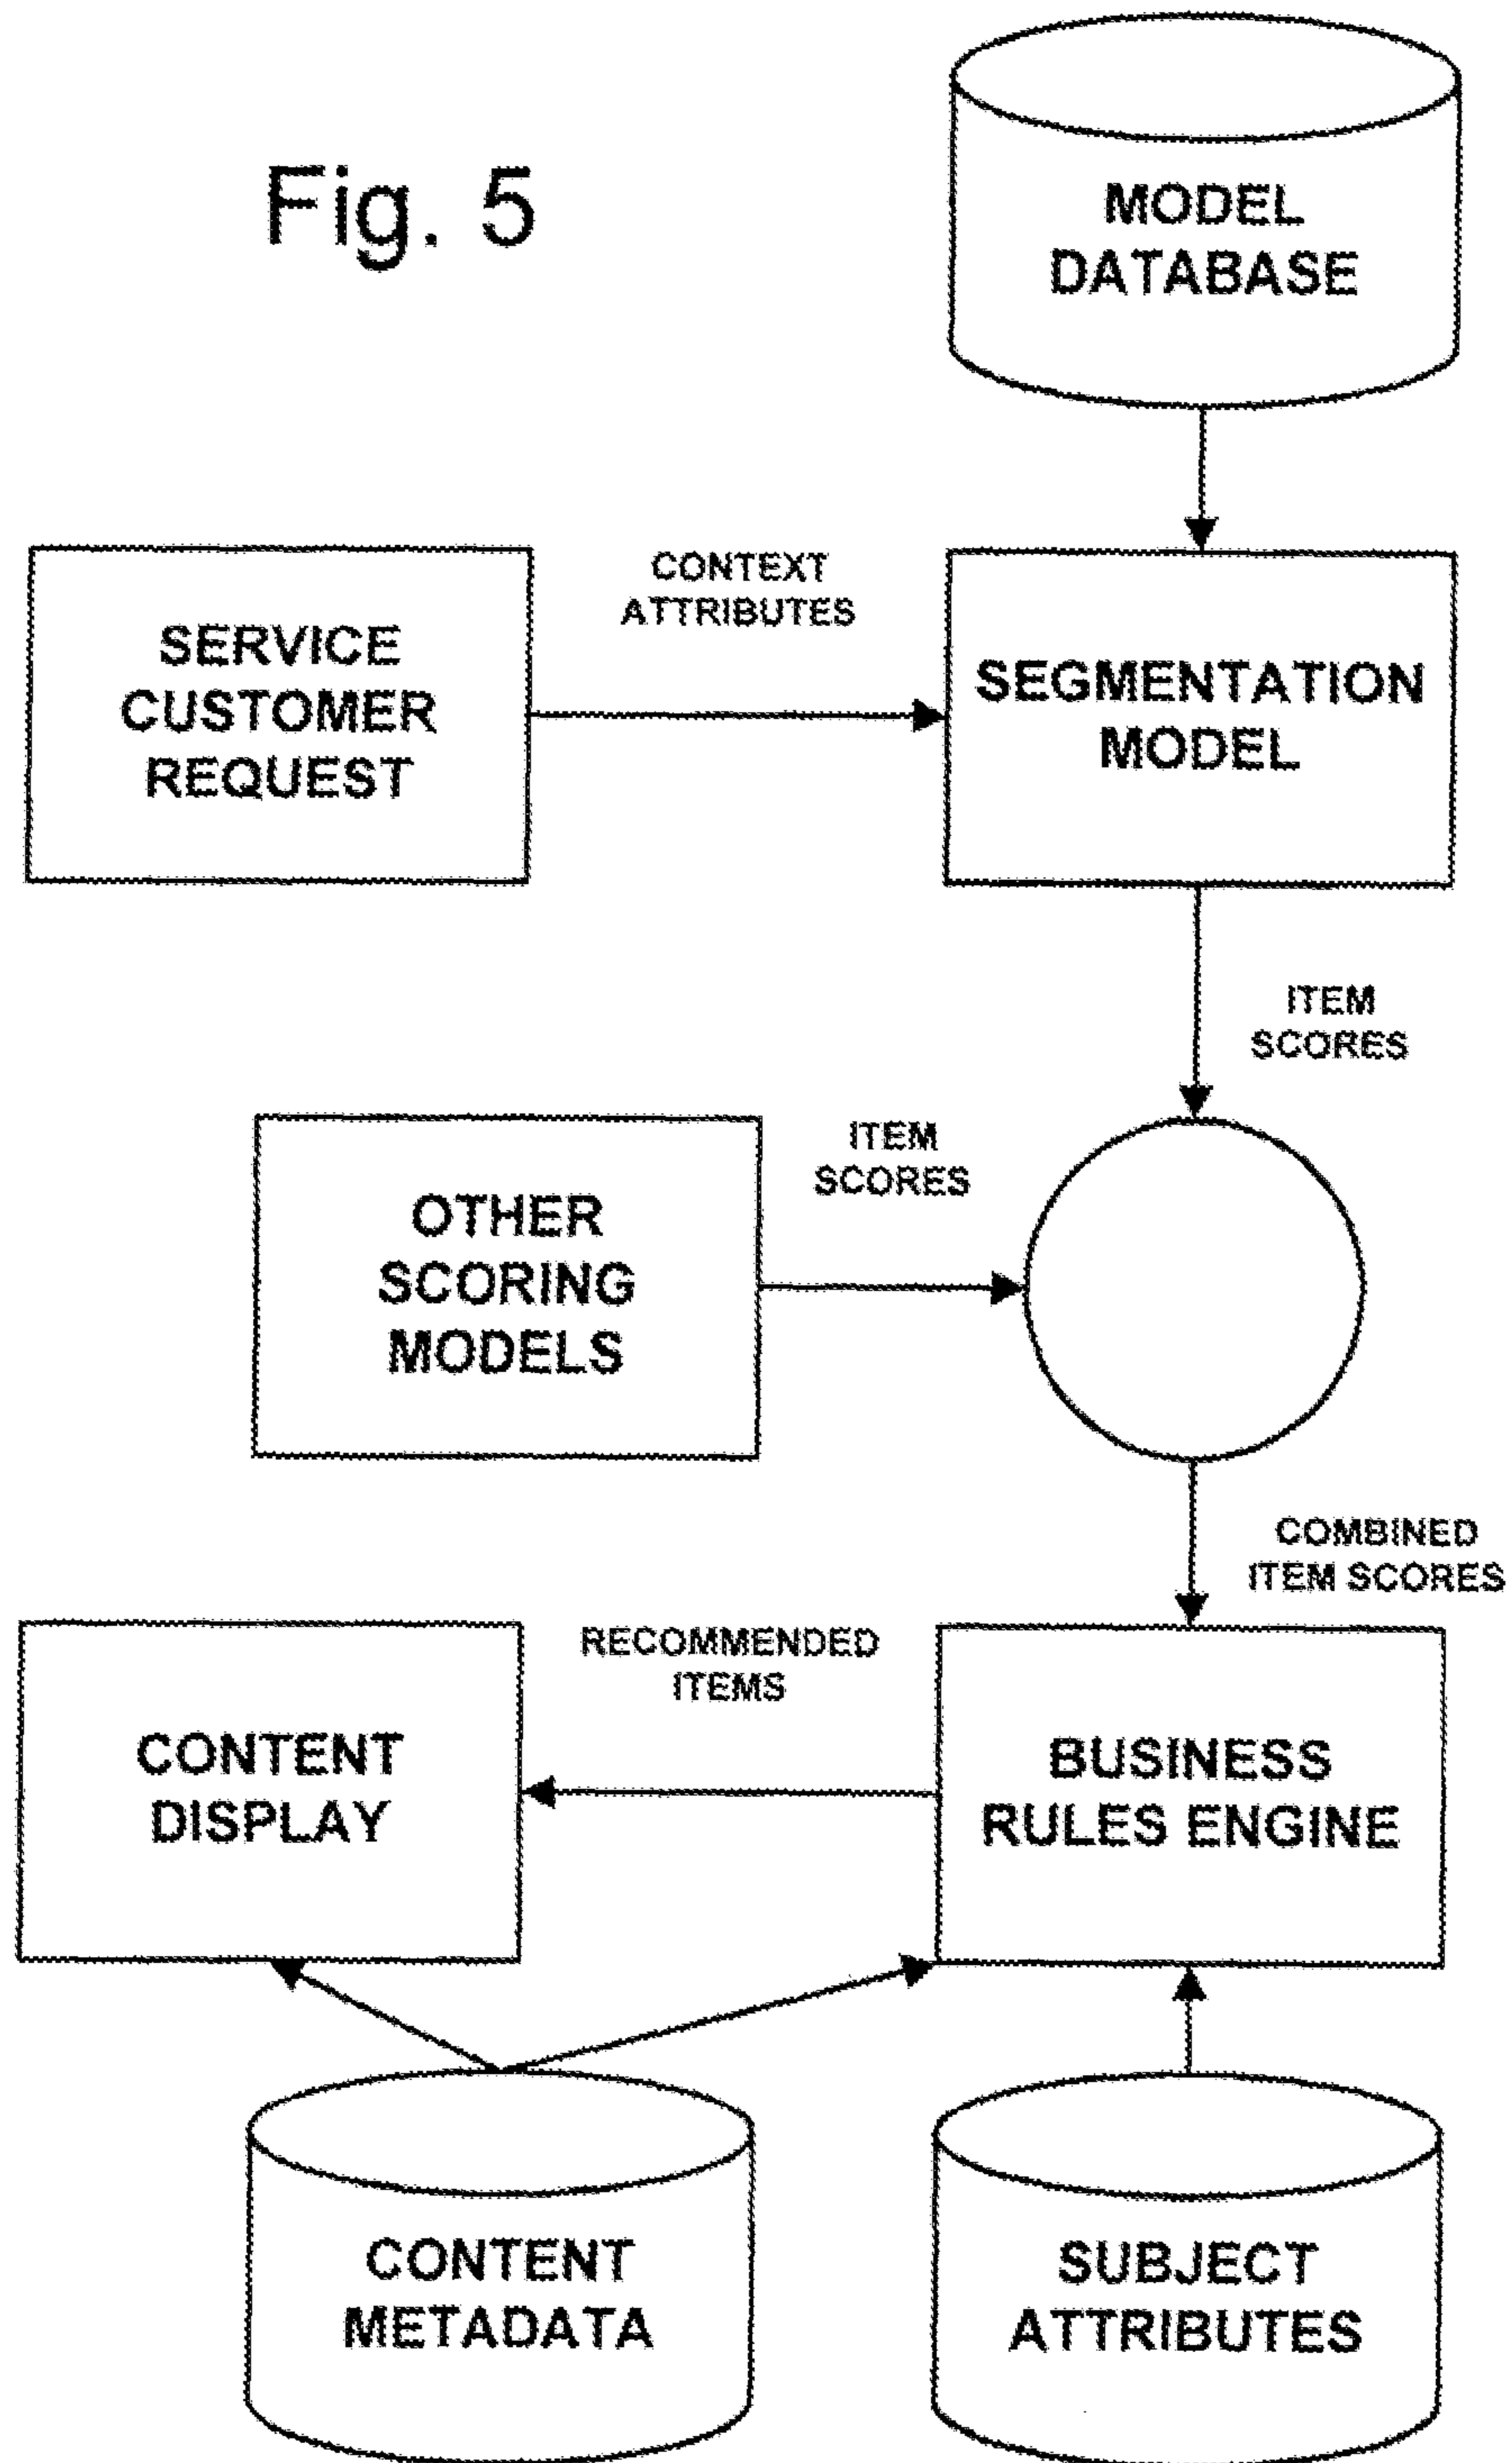 Fig. 5
MODEL
DATABASE
SERVICE
CUSTOMER
REQUEST
CONTEXT
ATTRIBUTES
SEGMENTATION
MODEL
ITEM
SCORES
OTHER
SCORING
MODELS
ITEM
SCORES
COMBINED
ITEM SCORES
CONTENT
DISPLAY
RECOMMENDED
ITEMS
BUSINESS
RULES ENGINE
CONTENT
METADATA
SUBJECT
ATTRIBUTES